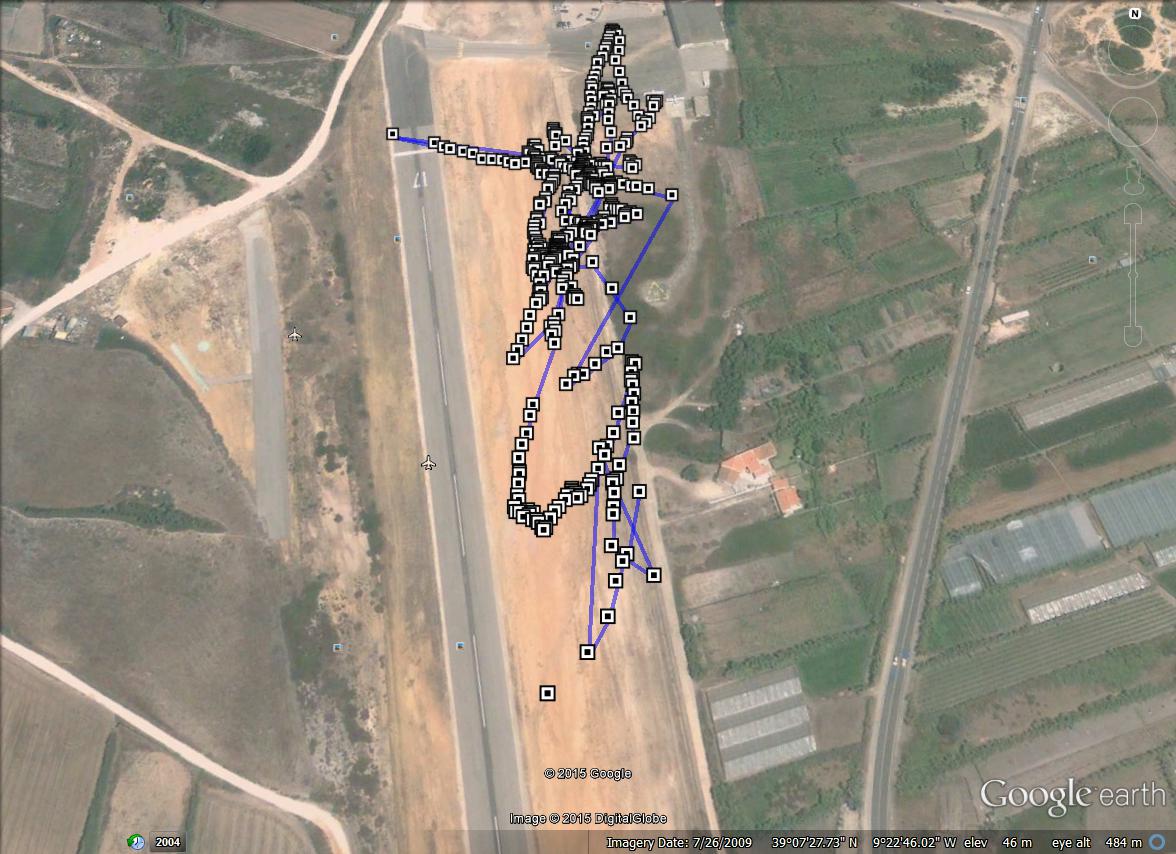 N
© 2015 Google
Image © 2015 DigitalGlobe
Google earth
2004
Imagery Date: 7/26/2009 39°07'27.73" N 9°22'46.02" W elev 46 m eye alt 484 m